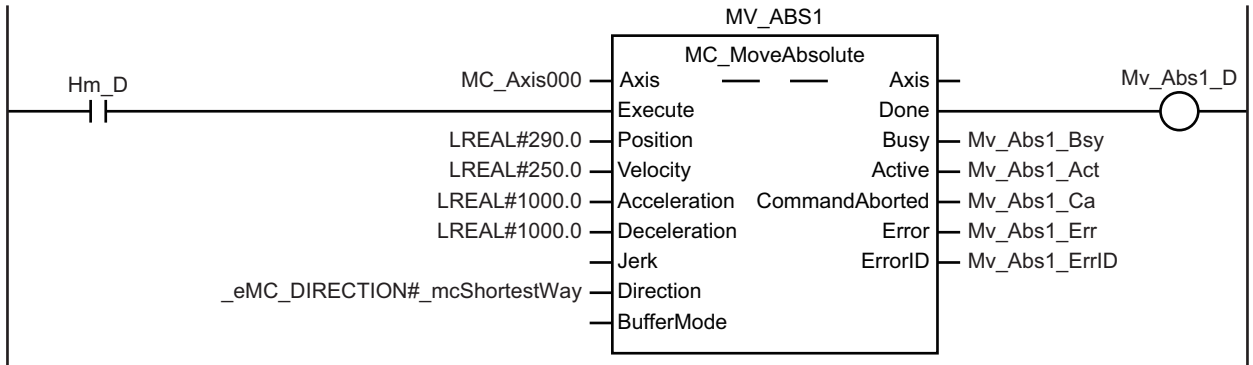 MV_ABS1
MC_MoveAbsolute
Hm_D
MC_Axis000 Axis Axis Mv_Abs1_D
Execute Done
LREAL#290.0 Position Busy Mv_Abs1_Bsy
LREAL#250.0 Velocity Active Mv_Abs1_Act
LREAL#1000.0 Acceleration CommandAborted Mv_Abs1_Ca
LREAL#1000.0 Deceleration Error Mv_Abs1_Err
Jerk ErrorID Mv_Abs1_ErrID
_eMC_DIRECTION#_mcShortestWay Direction
BufferMode